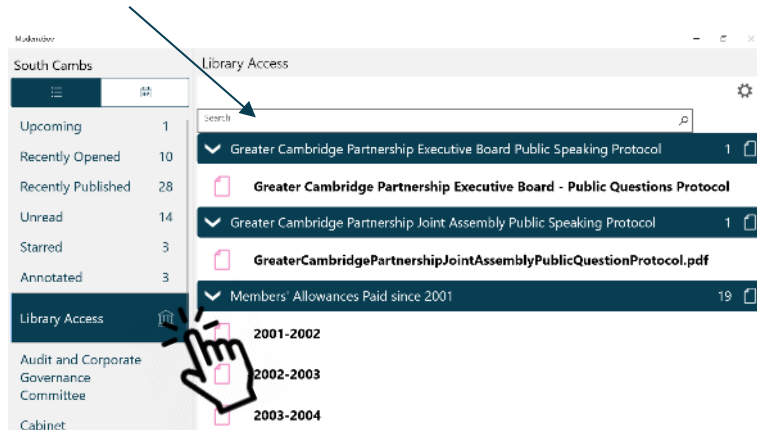 Modern.Gov
South Cambs
Library Access
Search
Upcoming 1
Recently Opened 10
Recently Published 28
Unread 14
Starred 3
Annotated 3
Library Access
Audit and Corporate
Governance
Committee
Cabinet
Greater Cambridge Partnership Executive Board Public Speaking Protocol 1
Greater Cambridge Partnership Executive Board - Public Questions Protocol
Greater Cambridge Partnership Joint Assembly Public Speaking Protocol 1
GreaterCambridgePartnershipJointAssemblyPublicQuestionProtocol.pdf
Members' Allowances Paid since 2001 19
2001-2002
2002-2003
2003-2004